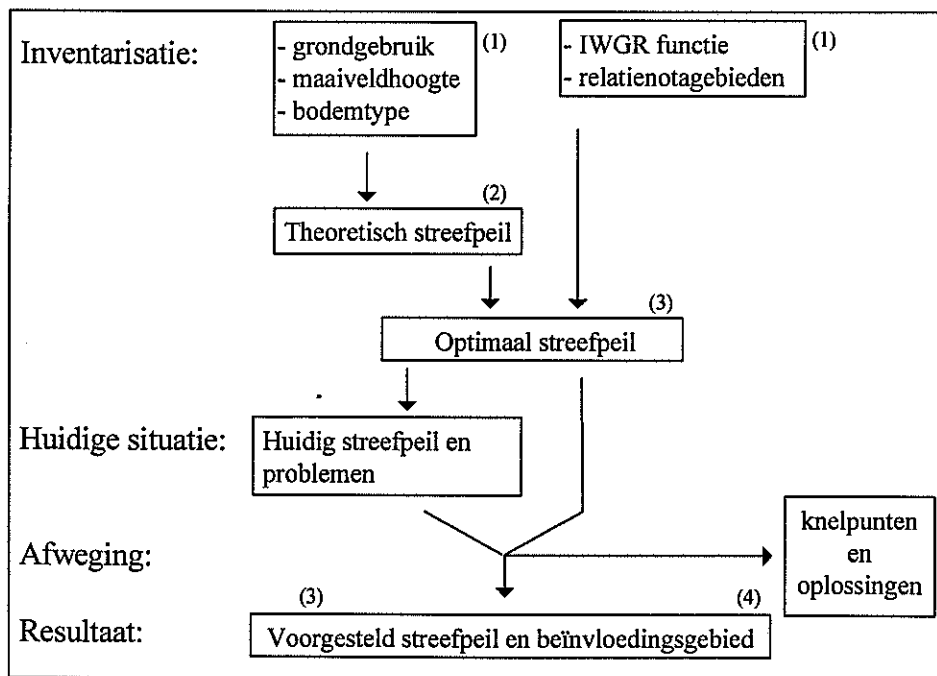 Inventarisatie:
- grondgebruik
- maaiveldhoogte
- bodemtype
(1)
- IWGR functie
- relatienotagebieden
(1)
(2)
Theoretisch streefpeil
(3)
Optimaal streefpeil
Huidige situatie:
Huidig streefpeil en
problemen
Afweging:
knelpunten
en
oplossingen
(3)
(4)
Resultaat:
Voorgesteld streefpeil en beïnvloedingsgebied